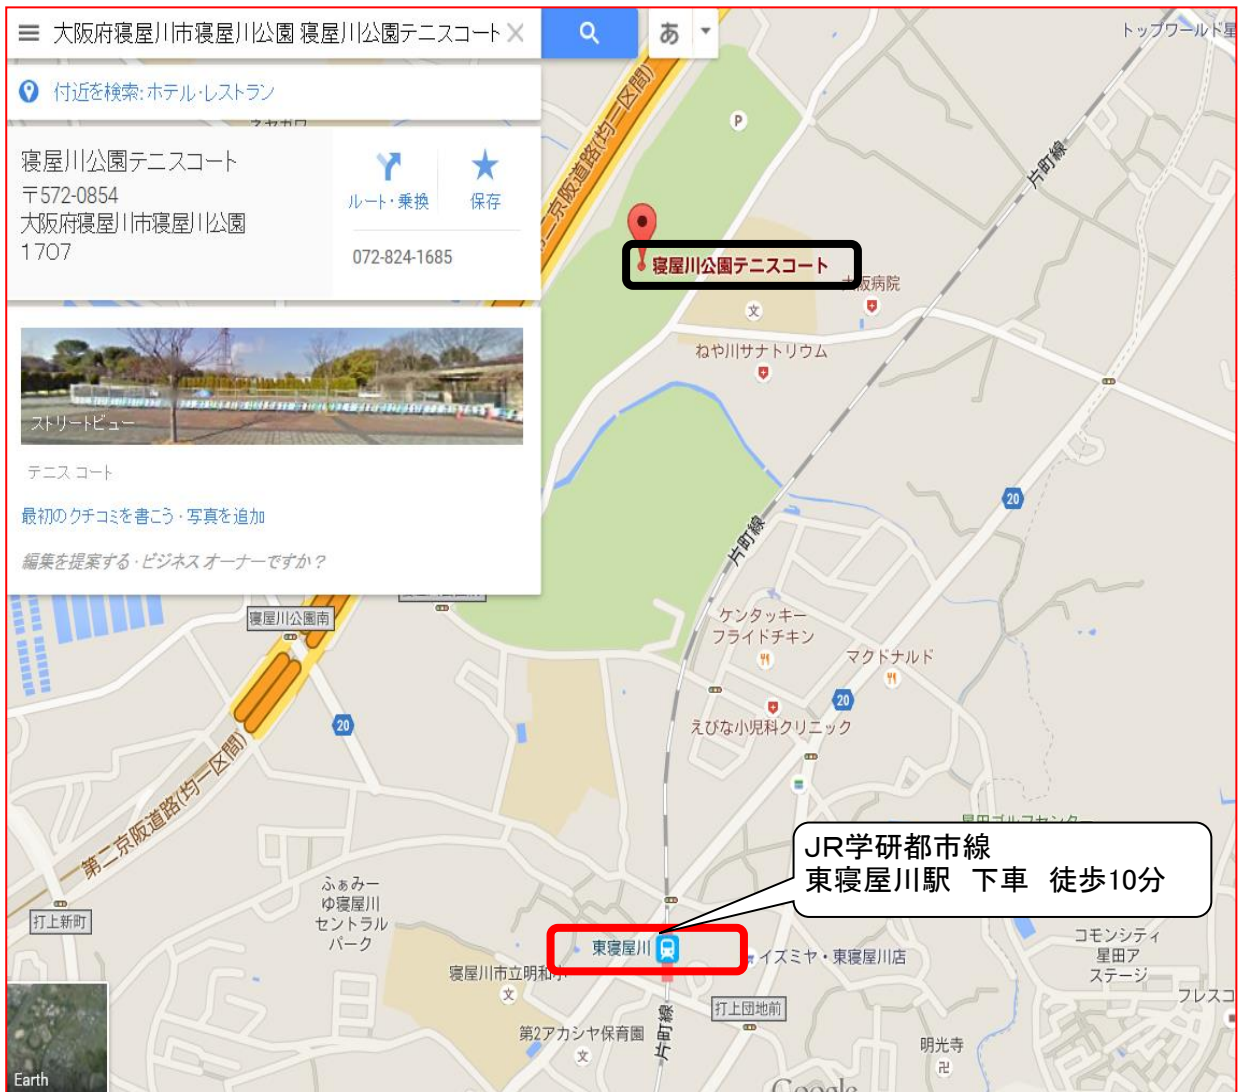 大阪府寝屋川市寝屋川公園 寝屋川公園テニスコート
あ
付近を検索: ホテル・レストラン
寝屋川公園テニスコート
〒572-0854
大阪府寝屋川市寝屋川公園
1707
ルート・乗換
保存
072-824-1685
ストリートビュー
テニス コート
最初のクチコミを書こう・写真を追加
編集を提案する・ビジネス オーナーですか？
トップワールド星
第二京阪道路(均一区間)
P
片町線
寝屋川公園テニスコート
大阪病院
文
ねや川サナトリウム
20
片町線
寝屋川公園南
ケンタッキー
フライドチキン
マクドナルド
20
20
えびな小児科クリニック
第二京阪道路(均一区間)
星田ゴルフセンター
JR学研都市線
東寝屋川駅 下車 徒歩10分
ふぁみー
ゆ寝屋川
セントラル
パーク
打上新町
東寝屋川
イズミヤ・東寝屋川店
コモンシティ
星田ア
ステージ
寝屋川市立明和小
文
フレスコ
打上団地前
第2アカシヤ保育園
文
片町線
明光寺
卍
Earth
Google